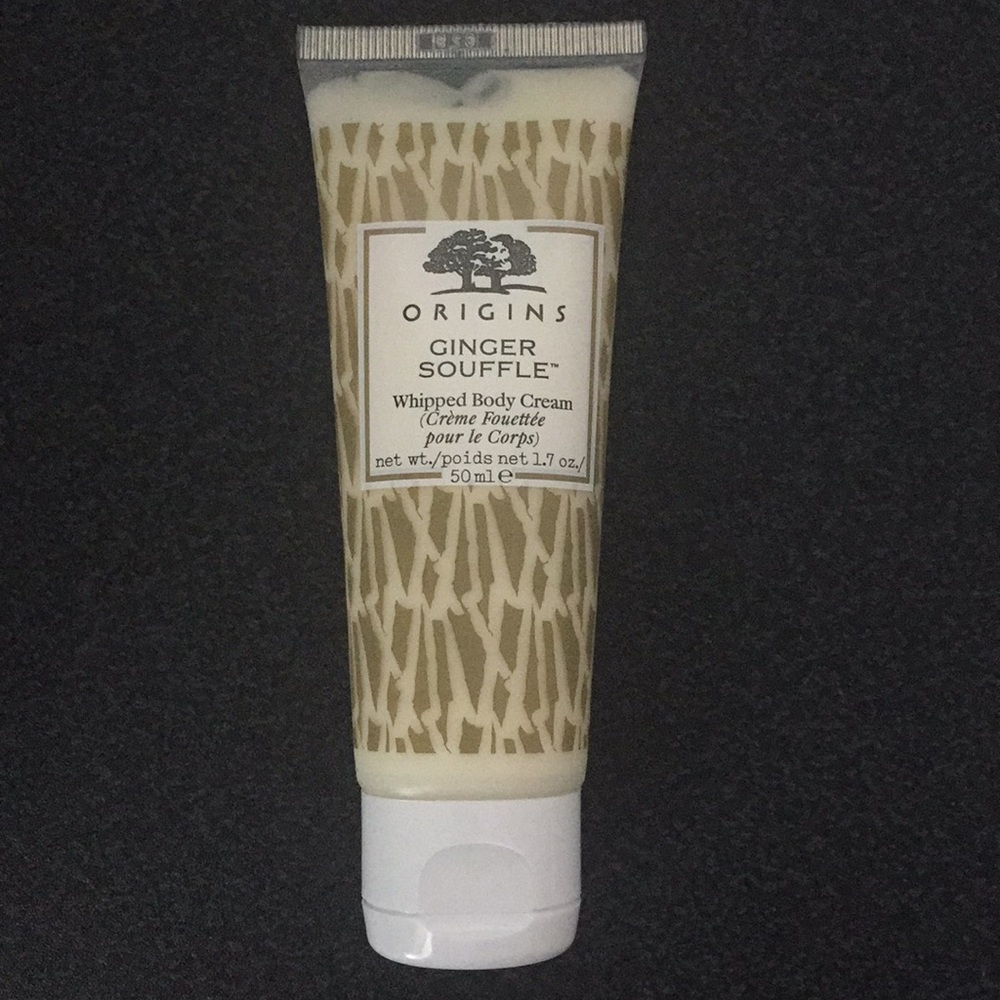 ORIGINS
GINGER
SOUFFLE™
Whipped Body Cream
(Crème Fouettée
pour le Corps)
net wt./poids net 1.7 oz./
50 ml ℮